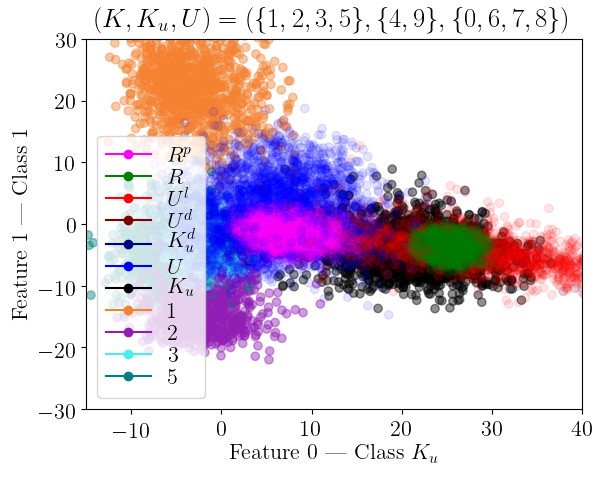 (K, K_u, U) = ({1, 2, 3, 5}, {4, 9}, {0, 6, 7, 8})
30
20
10
0
−10
−20
−30
Feature 1 — Class 1
R^p
R
U^l
U^d
K_u^d
U
K_u
1
2
3
5
−10
0
10
20
30
40
Feature 0 — Class K_u